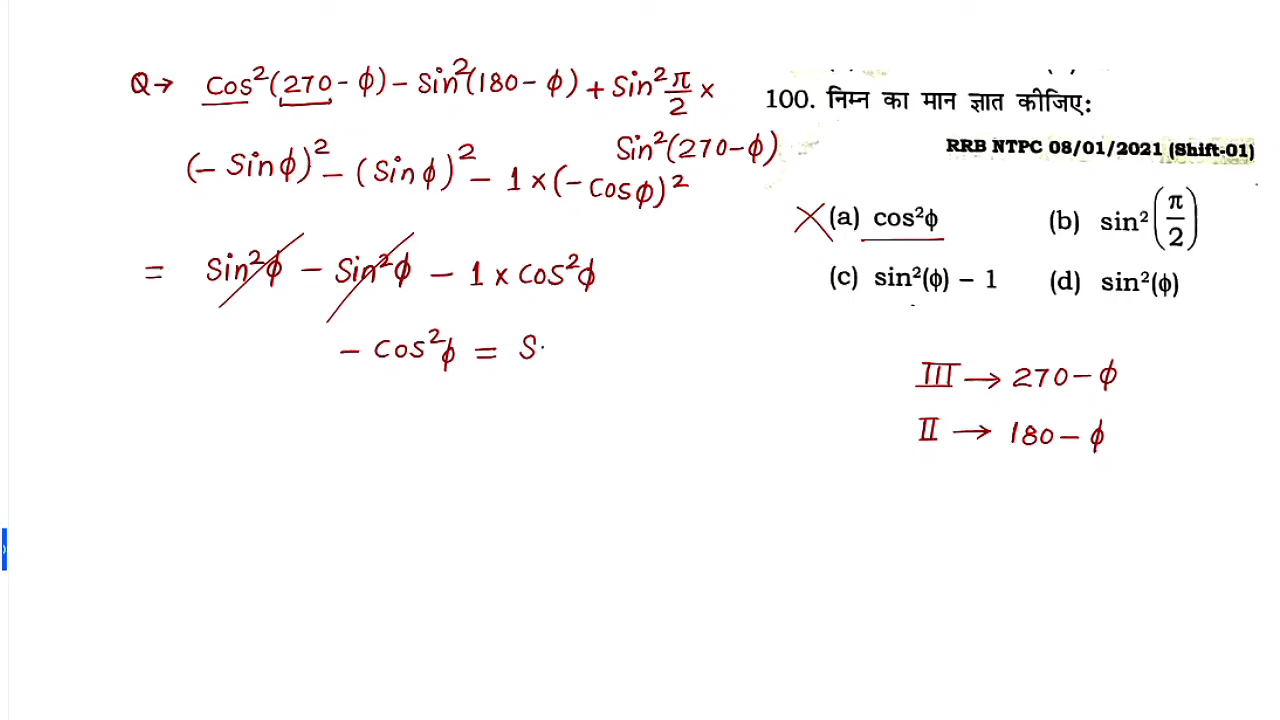 Q→ Cos²(270 - ϕ) - Sin²(180 - ϕ) + Sin² π/2 ×
Sin²(270 - ϕ)
(- Sinϕ)² - (Sinϕ)² - 1 × (- Cosϕ)²
= Sin²ϕ - Sin²ϕ - 1 × Cos²ϕ
- Cos²ϕ = S
100. निम्न का मान ज्ञात कीजिए:
RRB NTPC 08/01/2021 (Shift-01)
(a) cos²ϕ (b) sin²(π/2)
(c) sin²(ϕ) – 1 (d) sin²(ϕ)
III → 270 - ϕ
II → 180 - ϕ